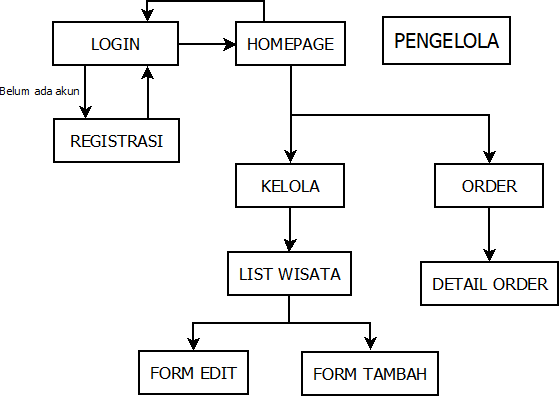 LOGIN
HOMEPAGE
PENGELOLA
Belum ada akun
REGISTRASI
KELOLA
ORDER
LIST WISATA
DETAIL ORDER
FORM EDIT
FORM TAMBAH